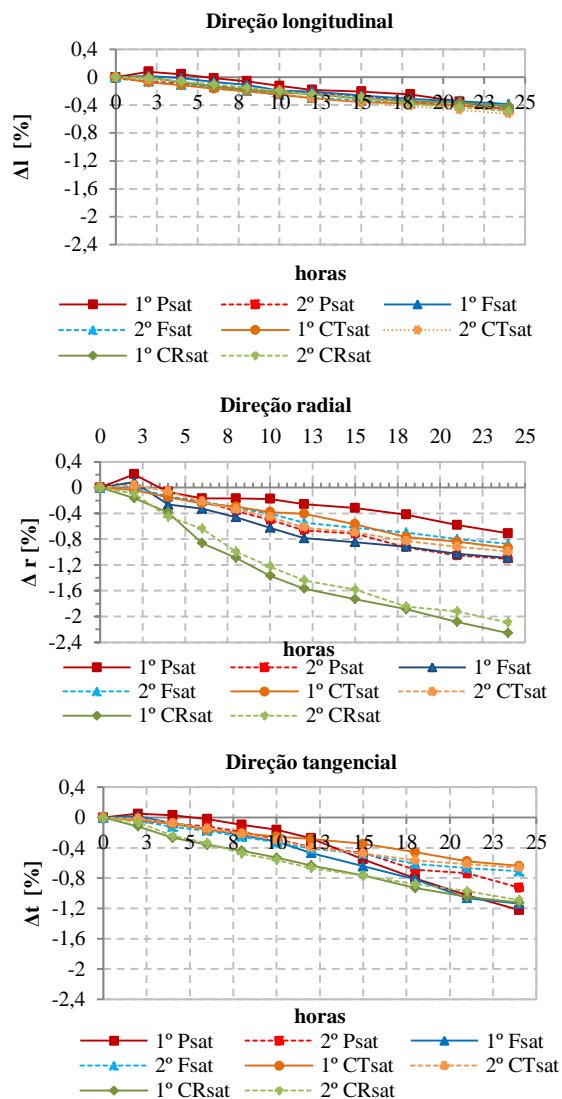 Direção longitudinal
0,4
0
-0,4
-0,8
-1,2
-1,6
-2
-2,4
Δl [%]
0 3 5 8 10 13 15 18 20 23 25
horas
1º Psat 2º Psat 1º Fsat
2º Fsat 1º CTsat 2º CTsat
1º CRsat 2º CRsat
Direção radial
0 3 5 8 10 13 15 18 20 23 25
0,4
0
-0,4
-0,8
-1,2
-1,6
-2
-2,4
Δ r [%]
horas
1º Psat 2º Psat 1º Fsat
2º Fsat 1º CTsat 2º CTsat
1º CRsat 2º CRsat
Direção tangencial
0,4
0
-0,4
-0,8
-1,2
-1,6
-2
-2,4
Δt [%]
0 3 5 8 10 13 15 18 20 23 25
horas
1º Psat 2º Psat 1º Fsat
2º Fsat 1º CTsat 2º CTsat
1º CRsat 2º CRsat